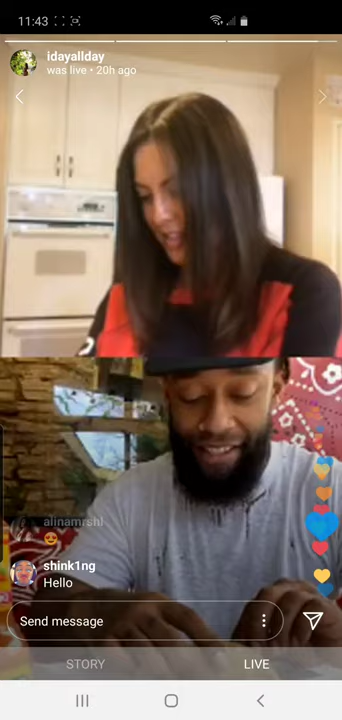 11:43
idayallday
was live • 20h ago
alinamrshl
😍
shink1ng
Hello
Send message
STORY
LIVE